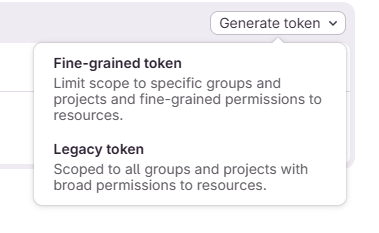 Generate token
Fine-grained token
Limit scope to specific groups and
projects and fine-grained permissions to
resources.
Legacy token
Scoped to all groups and projects with
broad permissions to resources.